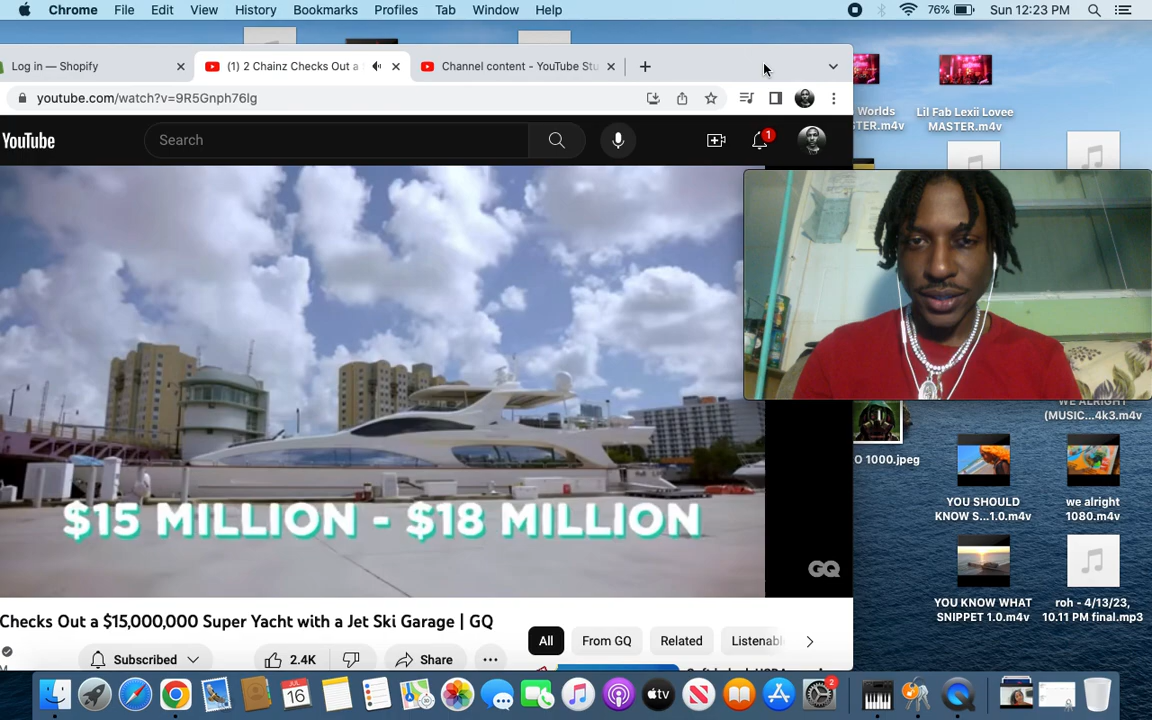 Chrome File Edit View History Bookmarks Profiles Tab Window Help 76% Sun 12:23 PM
Log in — Shopify
(1) 2 Chainz Checks Out a
Channel content - YouTube Stu
youtube.com/watch?v=9R5Gnph76lg
YouTube
Search
1
Worlds
TER.m4v
Lil Fab Lexii Lovee
MASTER.m4v
$15 MILLION - $18 MILLION
GQ
(MUSIC...4k3.m4v
O 1000.jpeg
YOU SHOULD
KNOW S...1.0.m4v
we alright
1080.m4v
YOU KNOW WHAT
SNIPPET 1.0.m4v
roh - 4/13/23,
10.11 PM final.mp3
Checks Out a $15,000,000 Super Yacht with a Jet Ski Garage | GQ
All
From GQ
Related
Listenab
Subscribed
2.4K
Share
JUL
16
tv
2